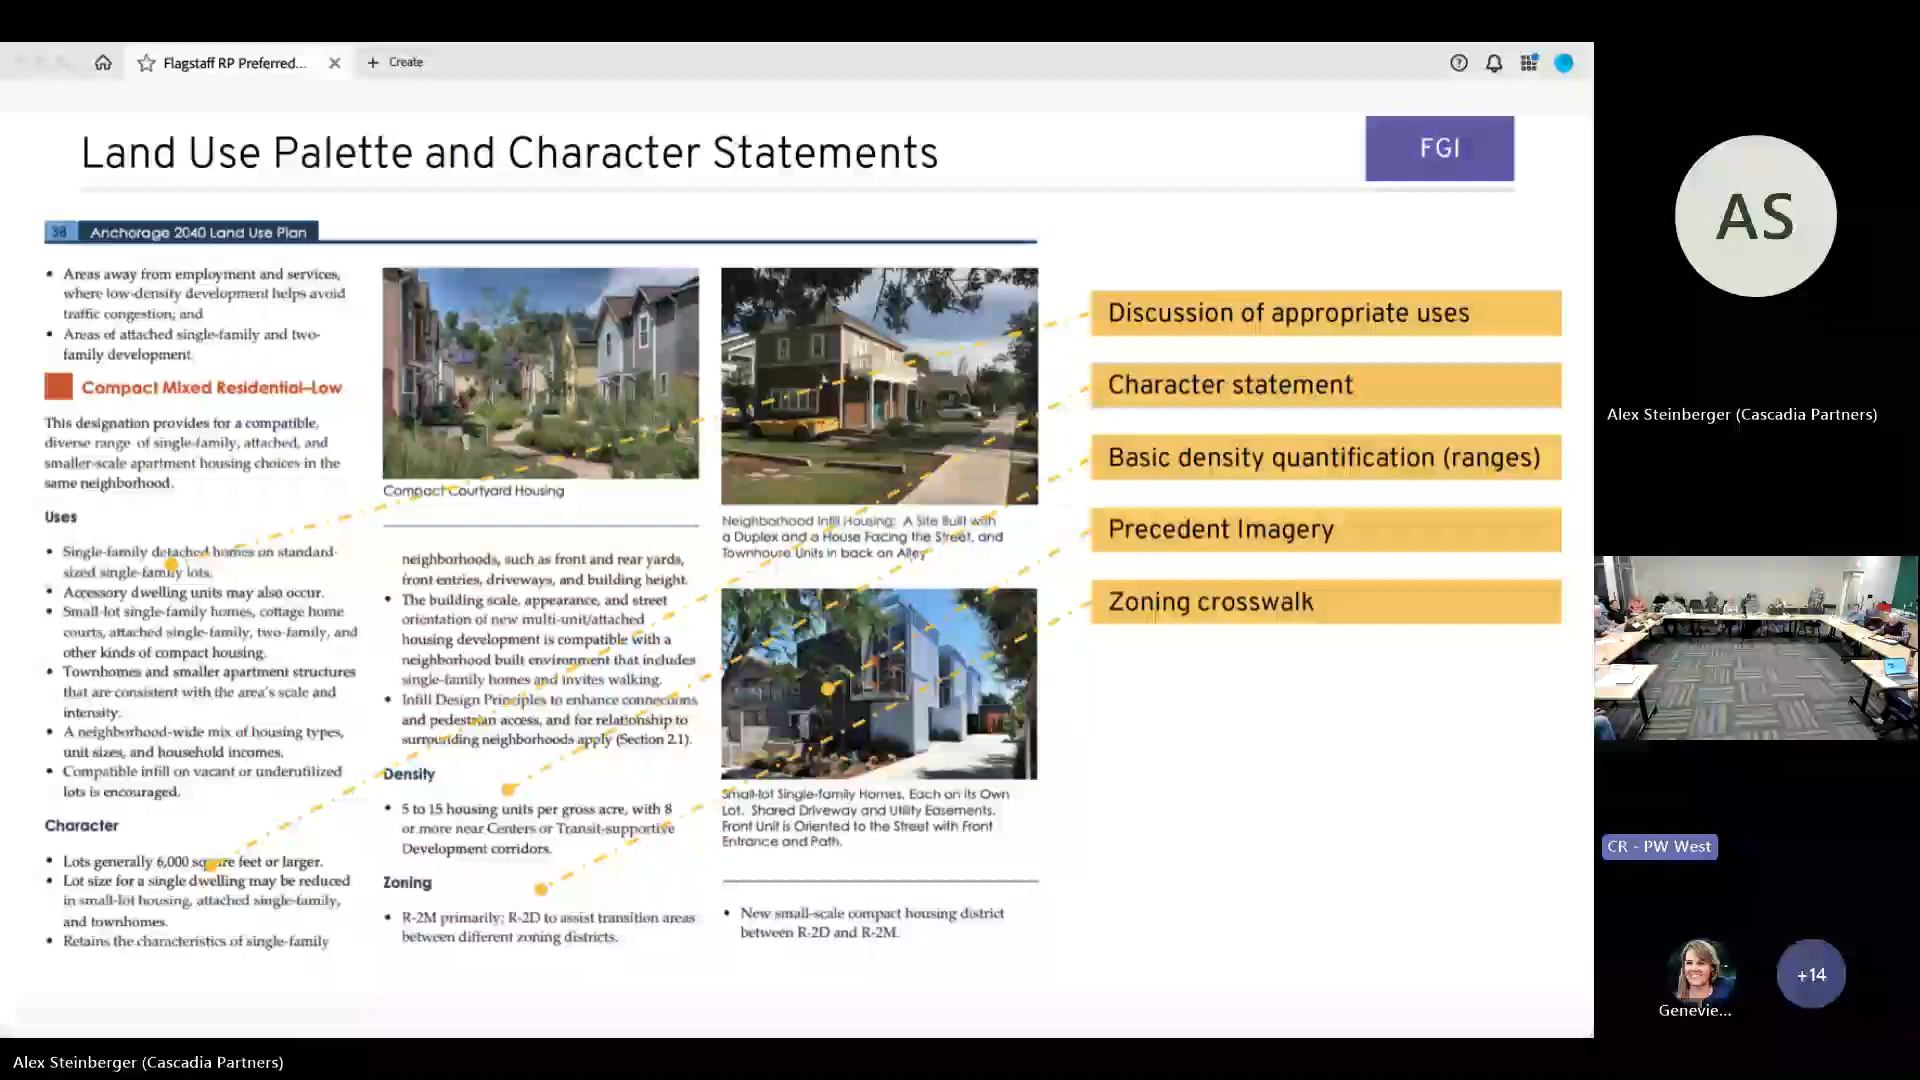 Flagstaff RP Preferred...
Create
Land Use Palette and Character Statements
FGI
38 Anchorage 2040 Land Use Plan
• Areas away from employment and services,
where low-density development helps avoid
traffic congestion; and
• Areas of attached single-family and two-
family development
Compact Mixed Residential–Low
This designation provides for a compatible,
diverse range of single-family, attached, and
smaller-scale apartment housing choices in the
same neighborhood.
Uses
• Single-family detached homes on standard-
sized single-family lots.
• Accessory dwelling units may also occur.
• Small-lot single-family homes, cottage home
courts, attached single-family, two-family, and
other kinds of compact housing.
• Townhomes and smaller apartment structures
that are consistent with the area's scale and
intensity.
• A neighborhood-wide mix of housing types,
unit sizes, and household incomes.
• Compatible infill on vacant or underutilized
lots is encouraged.
Character
• Lots generally 6,000 square feet or larger.
• Lot size for a single dwelling may be reduced
in small-lot housing, attached single-family,
and townhomes.
• Retains the characteristics of single-family
Compact Courtyard Housing
neighborhoods, such as front and rear yards,
front entries, driveways, and building height.
• The building scale, appearance, and street
orientation of new multi-unit/attached
housing development is compatible with a
neighborhood built environment that includes
single-family homes and invites walking.
• Infill Design Principles to enhance connections
and pedestrian access, and for relationship to
surrounding neighborhoods apply (Section 2.1).
Density
• 5 to 15 housing units per gross acre, with 8
or more near Centers or Transit-supportive
Development corridors.
Zoning
• R-2M primarily; R-2D to assist transition areas
between different zoning districts.
Neighborhood Infill Housing: A Site Built with
a Duplex and a House Facing the Street, and
Townhouse Units in back on Alley
Small-lot Single-family Homes, Each on its Own
Lot. Shared Driveway and Utility Easements.
Front Unit is Oriented to the Street with Front
Entrance and Path.
• New small-scale compact housing district
between R-2D and R-2M.
Discussion of appropriate uses
Character statement
Basic density quantification (ranges)
Precedent Imagery
Zoning crosswalk
AS
Alex Steinberger (Cascadia Partners)
CR - PW West
Genevie...
+14
Alex Steinberger (Cascadia Partners)